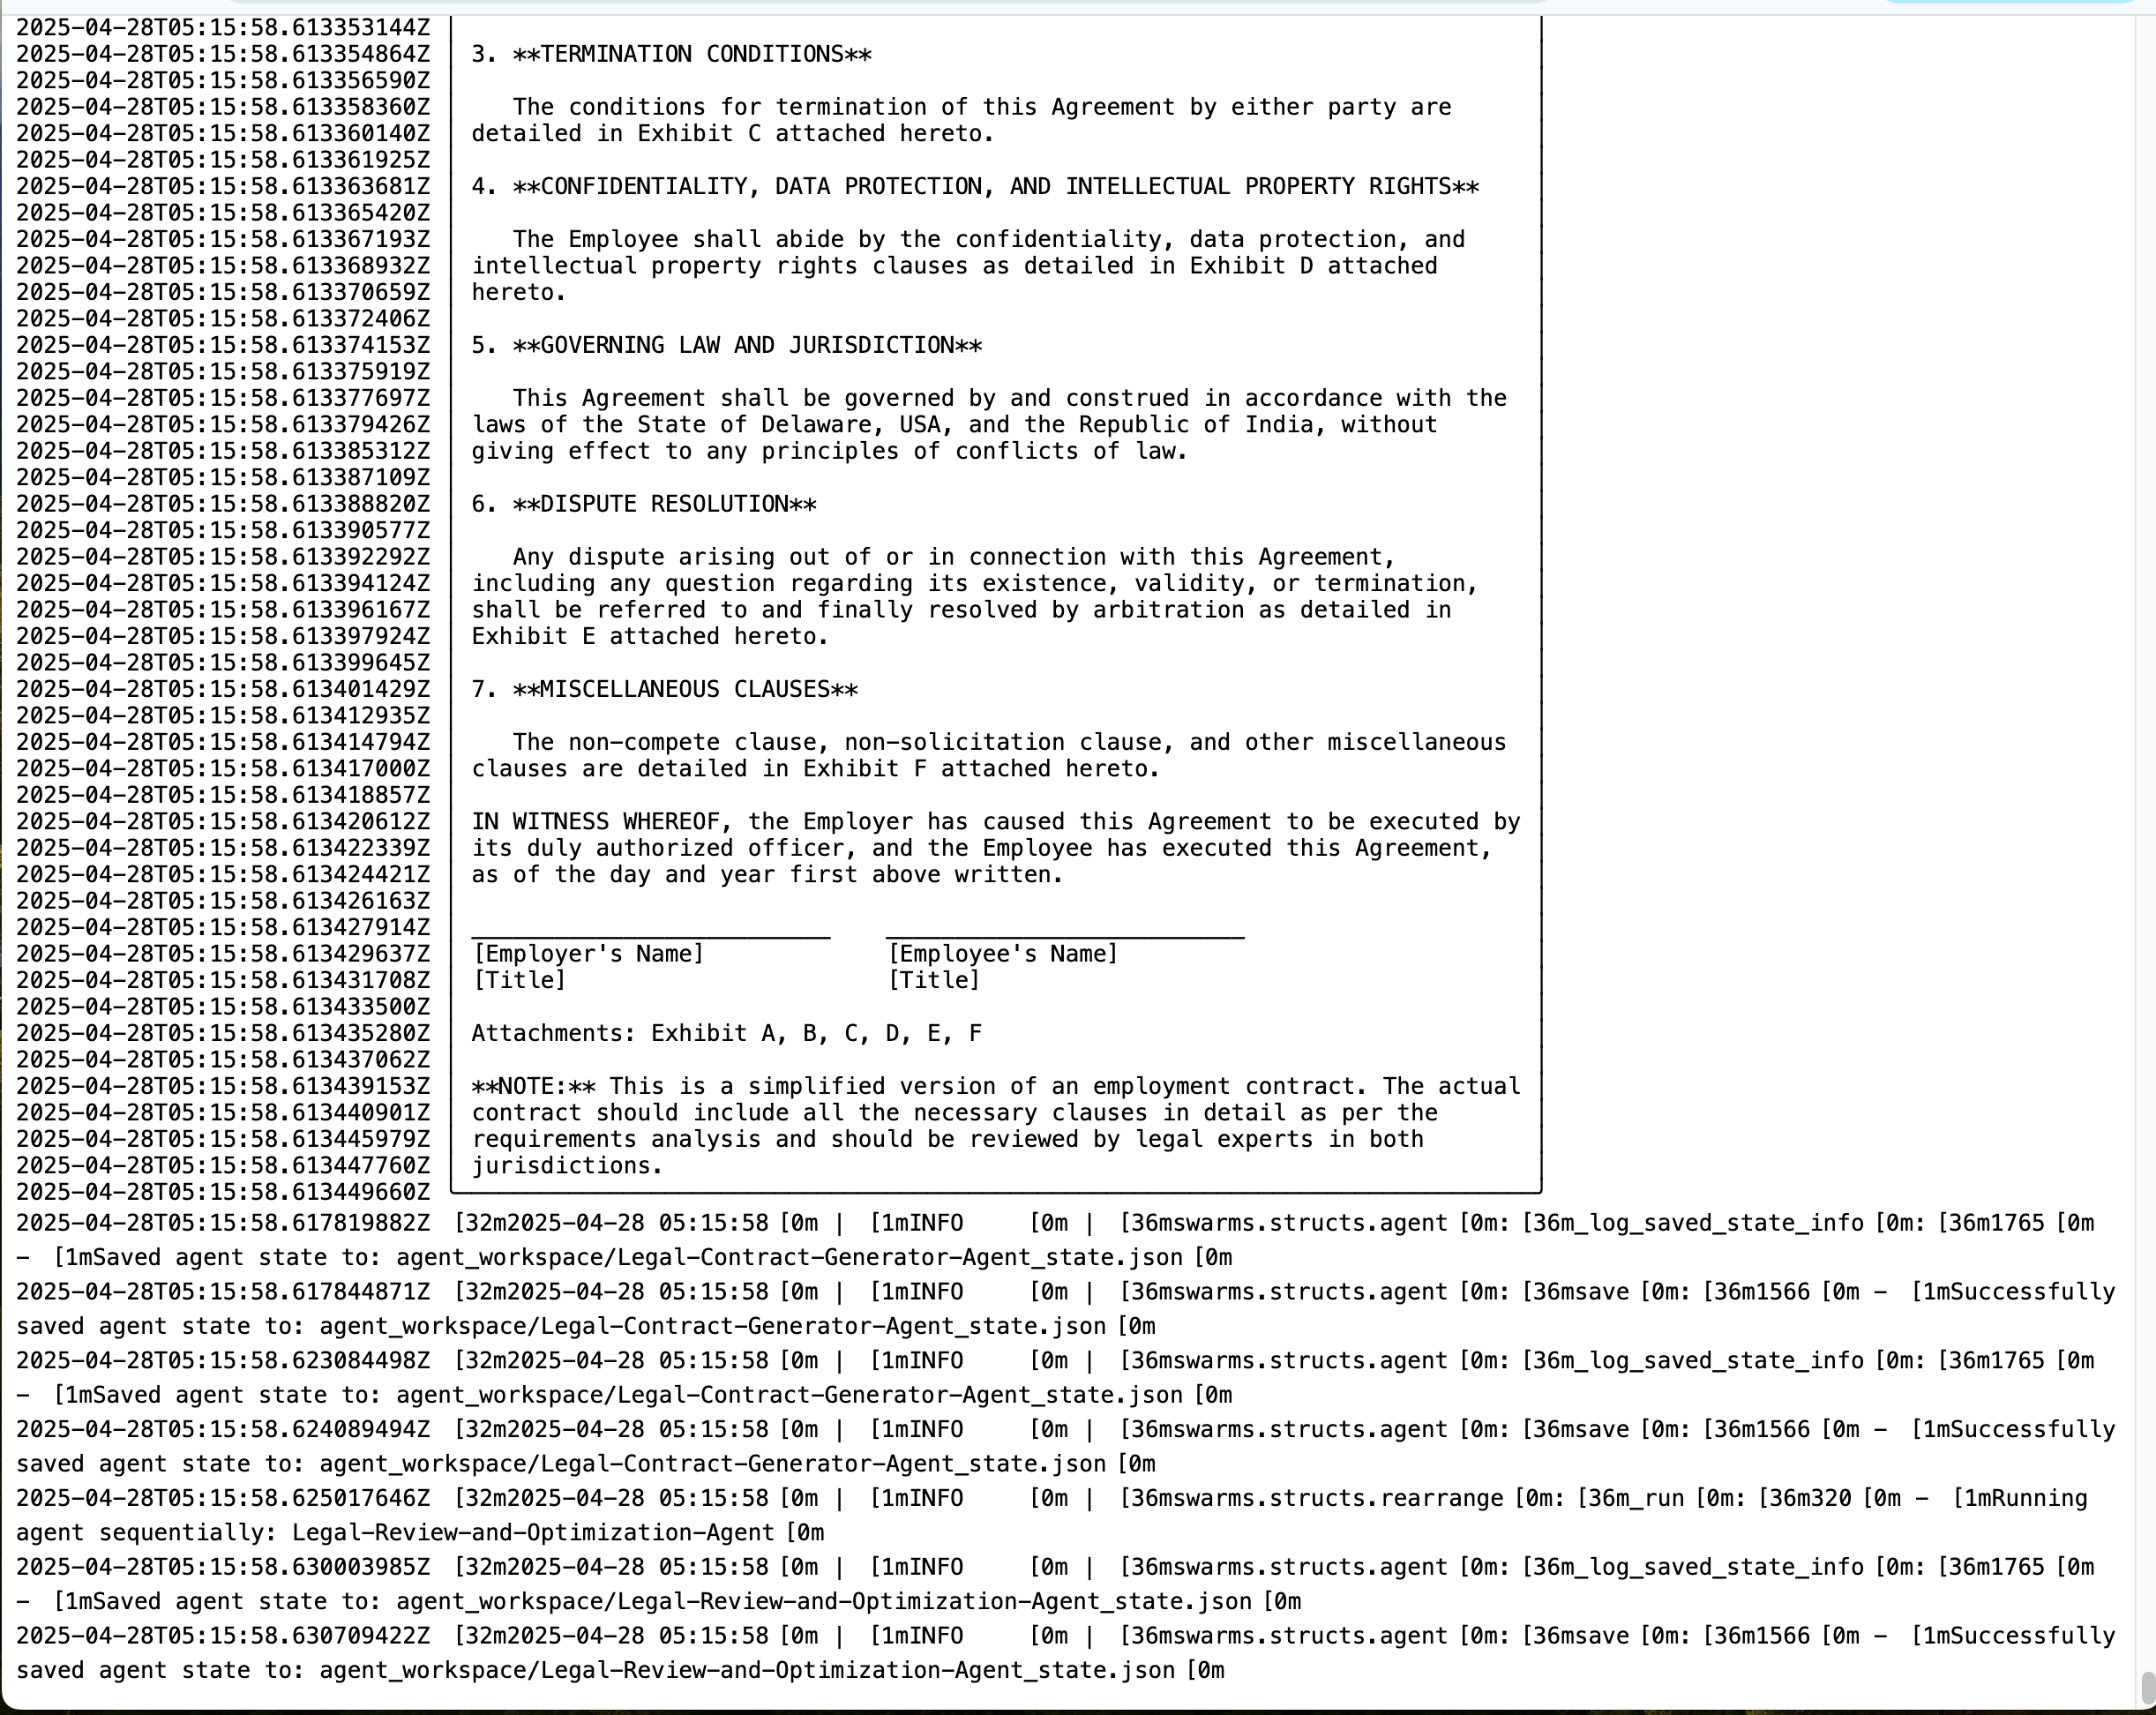 2025-04-28T05:15:58.613353144Z
2025-04-28T05:15:58.613354864Z 3. **TERMINATION CONDITIONS**
2025-04-28T05:15:58.613356590Z
2025-04-28T05:15:58.613358360Z The conditions for termination of this Agreement by either party are
2025-04-28T05:15:58.613360140Z detailed in Exhibit C attached hereto.
2025-04-28T05:15:58.613361925Z
2025-04-28T05:15:58.613363681Z 4. **CONFIDENTIALITY, DATA PROTECTION, AND INTELLECTUAL PROPERTY RIGHTS**
2025-04-28T05:15:58.613365420Z
2025-04-28T05:15:58.613367193Z The Employee shall abide by the confidentiality, data protection, and
2025-04-28T05:15:58.613368932Z intellectual property rights clauses as detailed in Exhibit D attached
2025-04-28T05:15:58.613370659Z hereto.
2025-04-28T05:15:58.613372406Z
2025-04-28T05:15:58.613374153Z 5. **GOVERNING LAW AND JURISDICTION**
2025-04-28T05:15:58.613375919Z
2025-04-28T05:15:58.613377697Z This Agreement shall be governed by and construed in accordance with the
2025-04-28T05:15:58.613379426Z laws of the State of Delaware, USA, and the Republic of India, without
2025-04-28T05:15:58.613385312Z giving effect to any principles of conflicts of law.
2025-04-28T05:15:58.613387109Z
2025-04-28T05:15:58.613388820Z 6. **DISPUTE RESOLUTION**
2025-04-28T05:15:58.613390577Z
2025-04-28T05:15:58.613392292Z Any dispute arising out of or in connection with this Agreement,
2025-04-28T05:15:58.613394124Z including any question regarding its existence, validity, or termination,
2025-04-28T05:15:58.613396167Z shall be referred to and finally resolved by arbitration as detailed in
2025-04-28T05:15:58.613397924Z Exhibit E attached hereto.
2025-04-28T05:15:58.613399645Z
2025-04-28T05:15:58.613401429Z 7. **MISCELLANEOUS CLAUSES**
2025-04-28T05:15:58.613412935Z
2025-04-28T05:15:58.613414794Z The non-compete clause, non-solicitation clause, and other miscellaneous
2025-04-28T05:15:58.613417000Z clauses are detailed in Exhibit F attached hereto.
2025-04-28T05:15:58.613418857Z
2025-04-28T05:15:58.613420612Z IN WITNESS WHEREOF, the Employer has caused this Agreement to be executed by
2025-04-28T05:15:58.613422339Z its duly authorized officer, and the Employee has executed this Agreement,
2025-04-28T05:15:58.613424421Z as of the day and year first above written.
2025-04-28T05:15:58.613426163Z
2025-04-28T05:15:58.613427914Z __________________________ __________________________
2025-04-28T05:15:58.613429637Z [Employer's Name] [Employee's Name]
2025-04-28T05:15:58.613431708Z [Title] [Title]
2025-04-28T05:15:58.613433500Z
2025-04-28T05:15:58.613435280Z Attachments: Exhibit A, B, C, D, E, F
2025-04-28T05:15:58.613437062Z
2025-04-28T05:15:58.613439153Z **NOTE:** This is a simplified version of an employment contract. The actual
2025-04-28T05:15:58.613440901Z contract should include all the necessary clauses in detail as per the
2025-04-28T05:15:58.613445979Z requirements analysis and should be reviewed by legal experts in both
2025-04-28T05:15:58.613447760Z jurisdictions.
2025-04-28T05:15:58.613449660Z
2025-04-28T05:15:58.617819882Z [32m2025-04-28 05:15:58 [0m | [1mINFO [0m | [36mswarms.structs.agent [0m: [36m_log_saved_state_info [0m: [36m1765 [0m
- [1mSaved agent state to: agent_workspace/Legal-Contract-Generator-Agent_state.json [0m
2025-04-28T05:15:58.617844871Z [32m2025-04-28 05:15:58 [0m | [1mINFO [0m | [36mswarms.structs.agent [0m: [36msave [0m: [36m1566 [0m - [1mSuccessfully
saved agent state to: agent_workspace/Legal-Contract-Generator-Agent_state.json [0m
2025-04-28T05:15:58.623084498Z [32m2025-04-28 05:15:58 [0m | [1mINFO [0m | [36mswarms.structs.agent [0m: [36m_log_saved_state_info [0m: [36m1765 [0m
- [1mSaved agent state to: agent_workspace/Legal-Contract-Generator-Agent_state.json [0m
2025-04-28T05:15:58.624089494Z [32m2025-04-28 05:15:58 [0m | [1mINFO [0m | [36mswarms.structs.agent [0m: [36msave [0m: [36m1566 [0m - [1mSuccessfully
saved agent state to: agent_workspace/Legal-Contract-Generator-Agent_state.json [0m
2025-04-28T05:15:58.625017646Z [32m2025-04-28 05:15:58 [0m | [1mINFO [0m | [36mswarms.structs.rearrange [0m: [36m_run [0m: [36m320 [0m - [1mRunning
agent sequentially: Legal-Review-and-Optimization-Agent [0m
2025-04-28T05:15:58.630003985Z [32m2025-04-28 05:15:58 [0m | [1mINFO [0m | [36mswarms.structs.agent [0m: [36m_log_saved_state_info [0m: [36m1765 [0m
- [1mSaved agent state to: agent_workspace/Legal-Review-and-Optimization-Agent_state.json [0m
2025-04-28T05:15:58.630709422Z [32m2025-04-28 05:15:58 [0m | [1mINFO [0m | [36mswarms.structs.agent [0m: [36msave [0m: [36m1566 [0m - [1mSuccessfully
saved agent state to: agent_workspace/Legal-Review-and-Optimization-Agent_state.json [0m